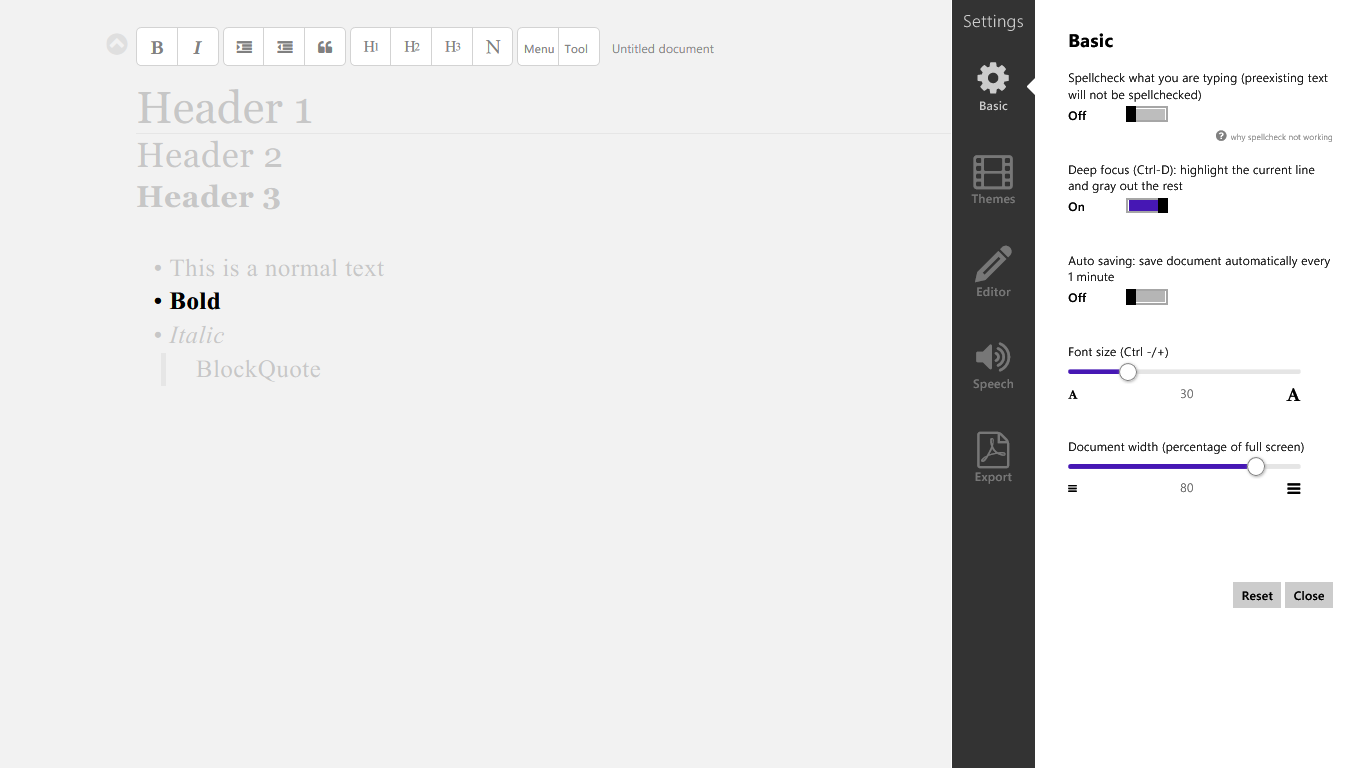 B I H1 H2 H3 N Menu Tool Untitled document
Header 1
Header 2
Header 3
• This is a normal text
• Bold
• Italic
BlockQuote
Settings
Basic
Themes
Editor
Speech
Export
Basic
Spellcheck what you are typing (preexisting text
will not be spellchecked)
Off
? why spellcheck not working
Deep focus (Ctrl-D): highlight the current line
and gray out the rest
On
Auto saving: save document automatically every
1 minute
Off
Font size (Ctrl -/+)
A 30 A
Document width (percentage of full screen)
80
Reset Close